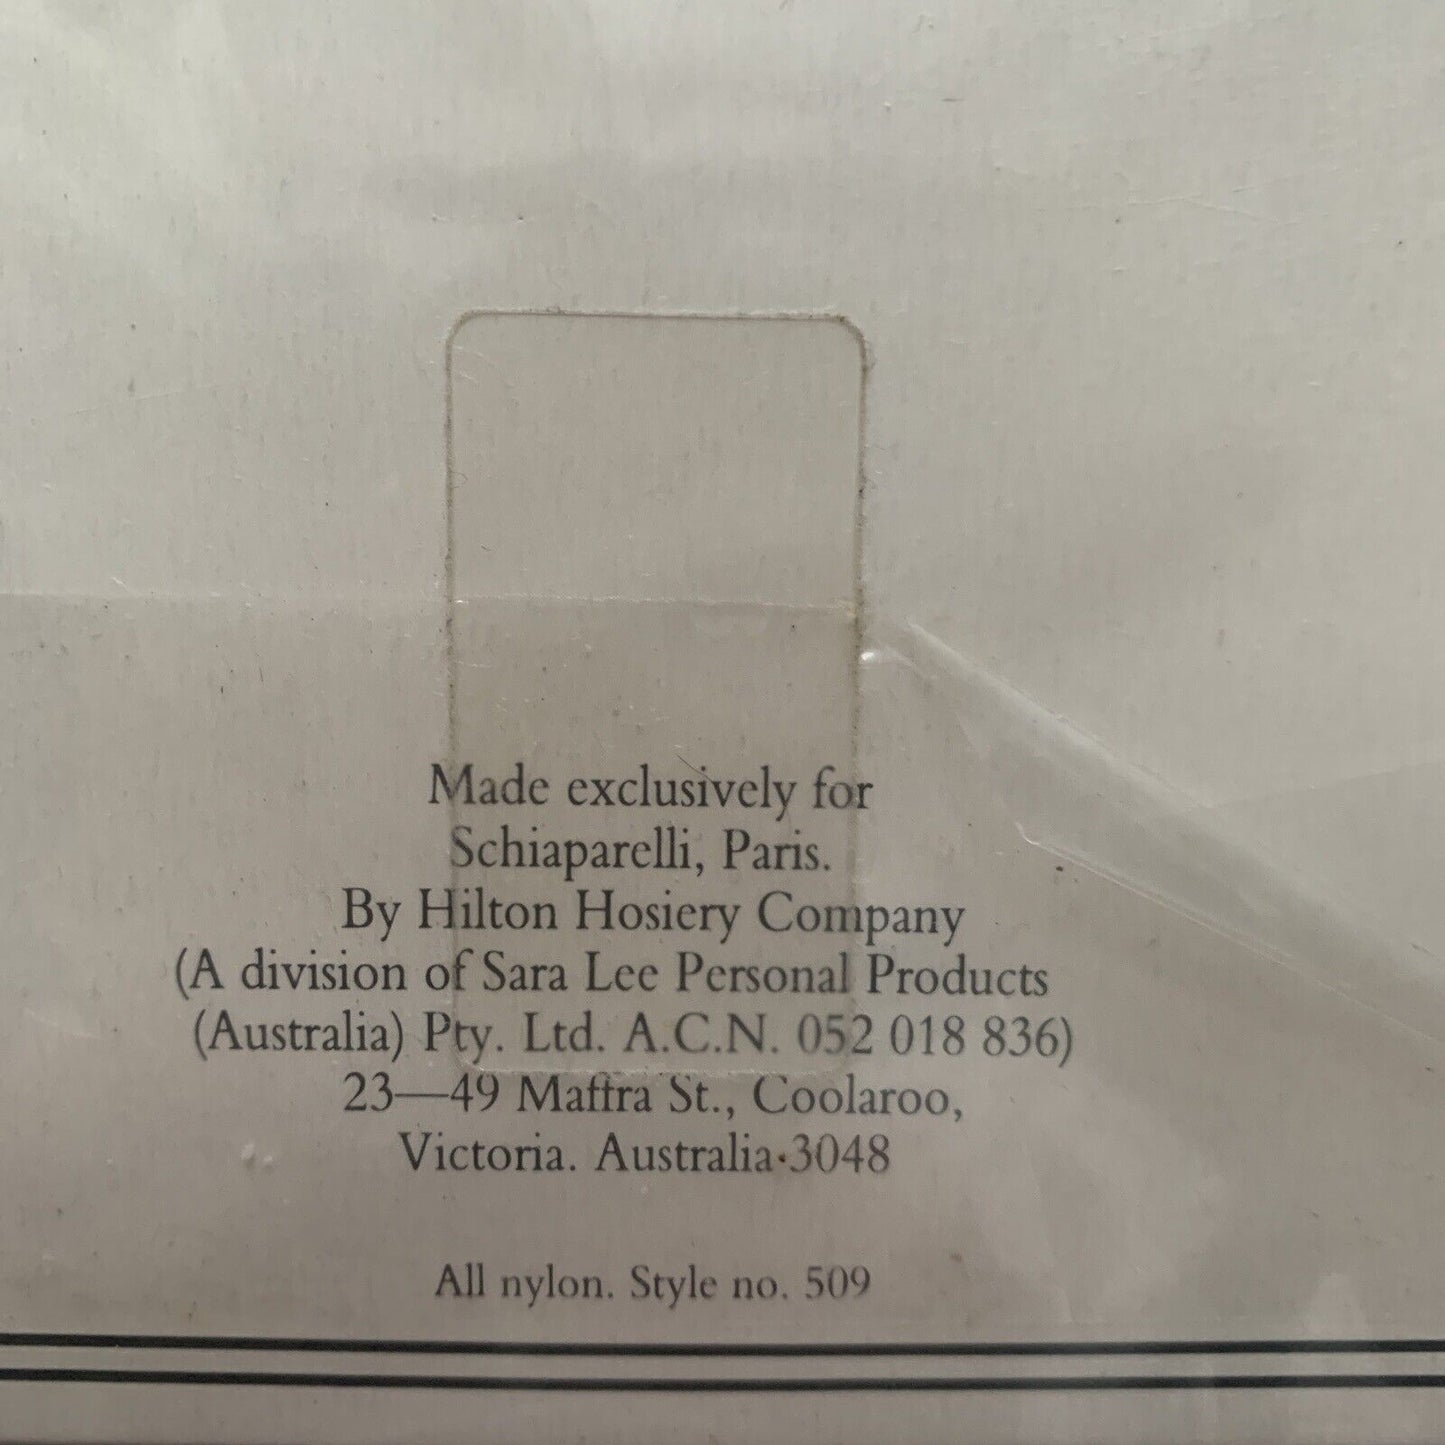 Made exclusively for
Schiaparelli, Paris.
By Hilton Hosiery Company
(A division of Sara Lee Personal Products
(Australia) Pty. Ltd. A.C.N. 052 018 836)
23—49 Maffra St., Coolaroo,
Victoria. Australia 3048
All nylon. Style no. 509